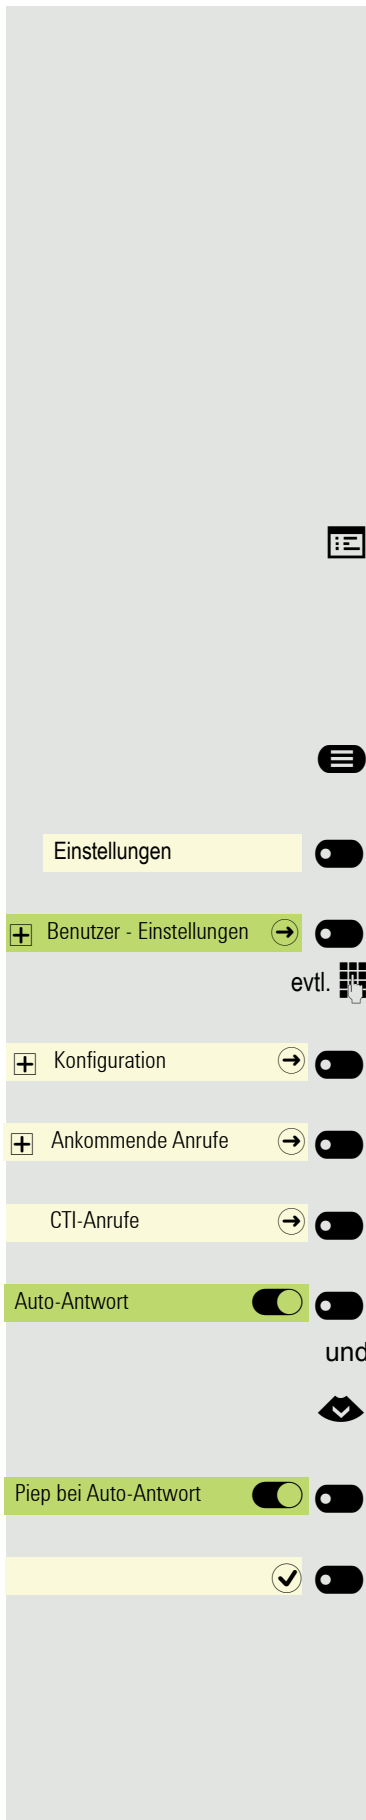 Einstellungen
Benutzer - Einstellungen
evtl.
Konfiguration
Ankommende Anrufe
CTI-Anrufe
Auto-Antwort
und
Piep bei Auto-Antwort